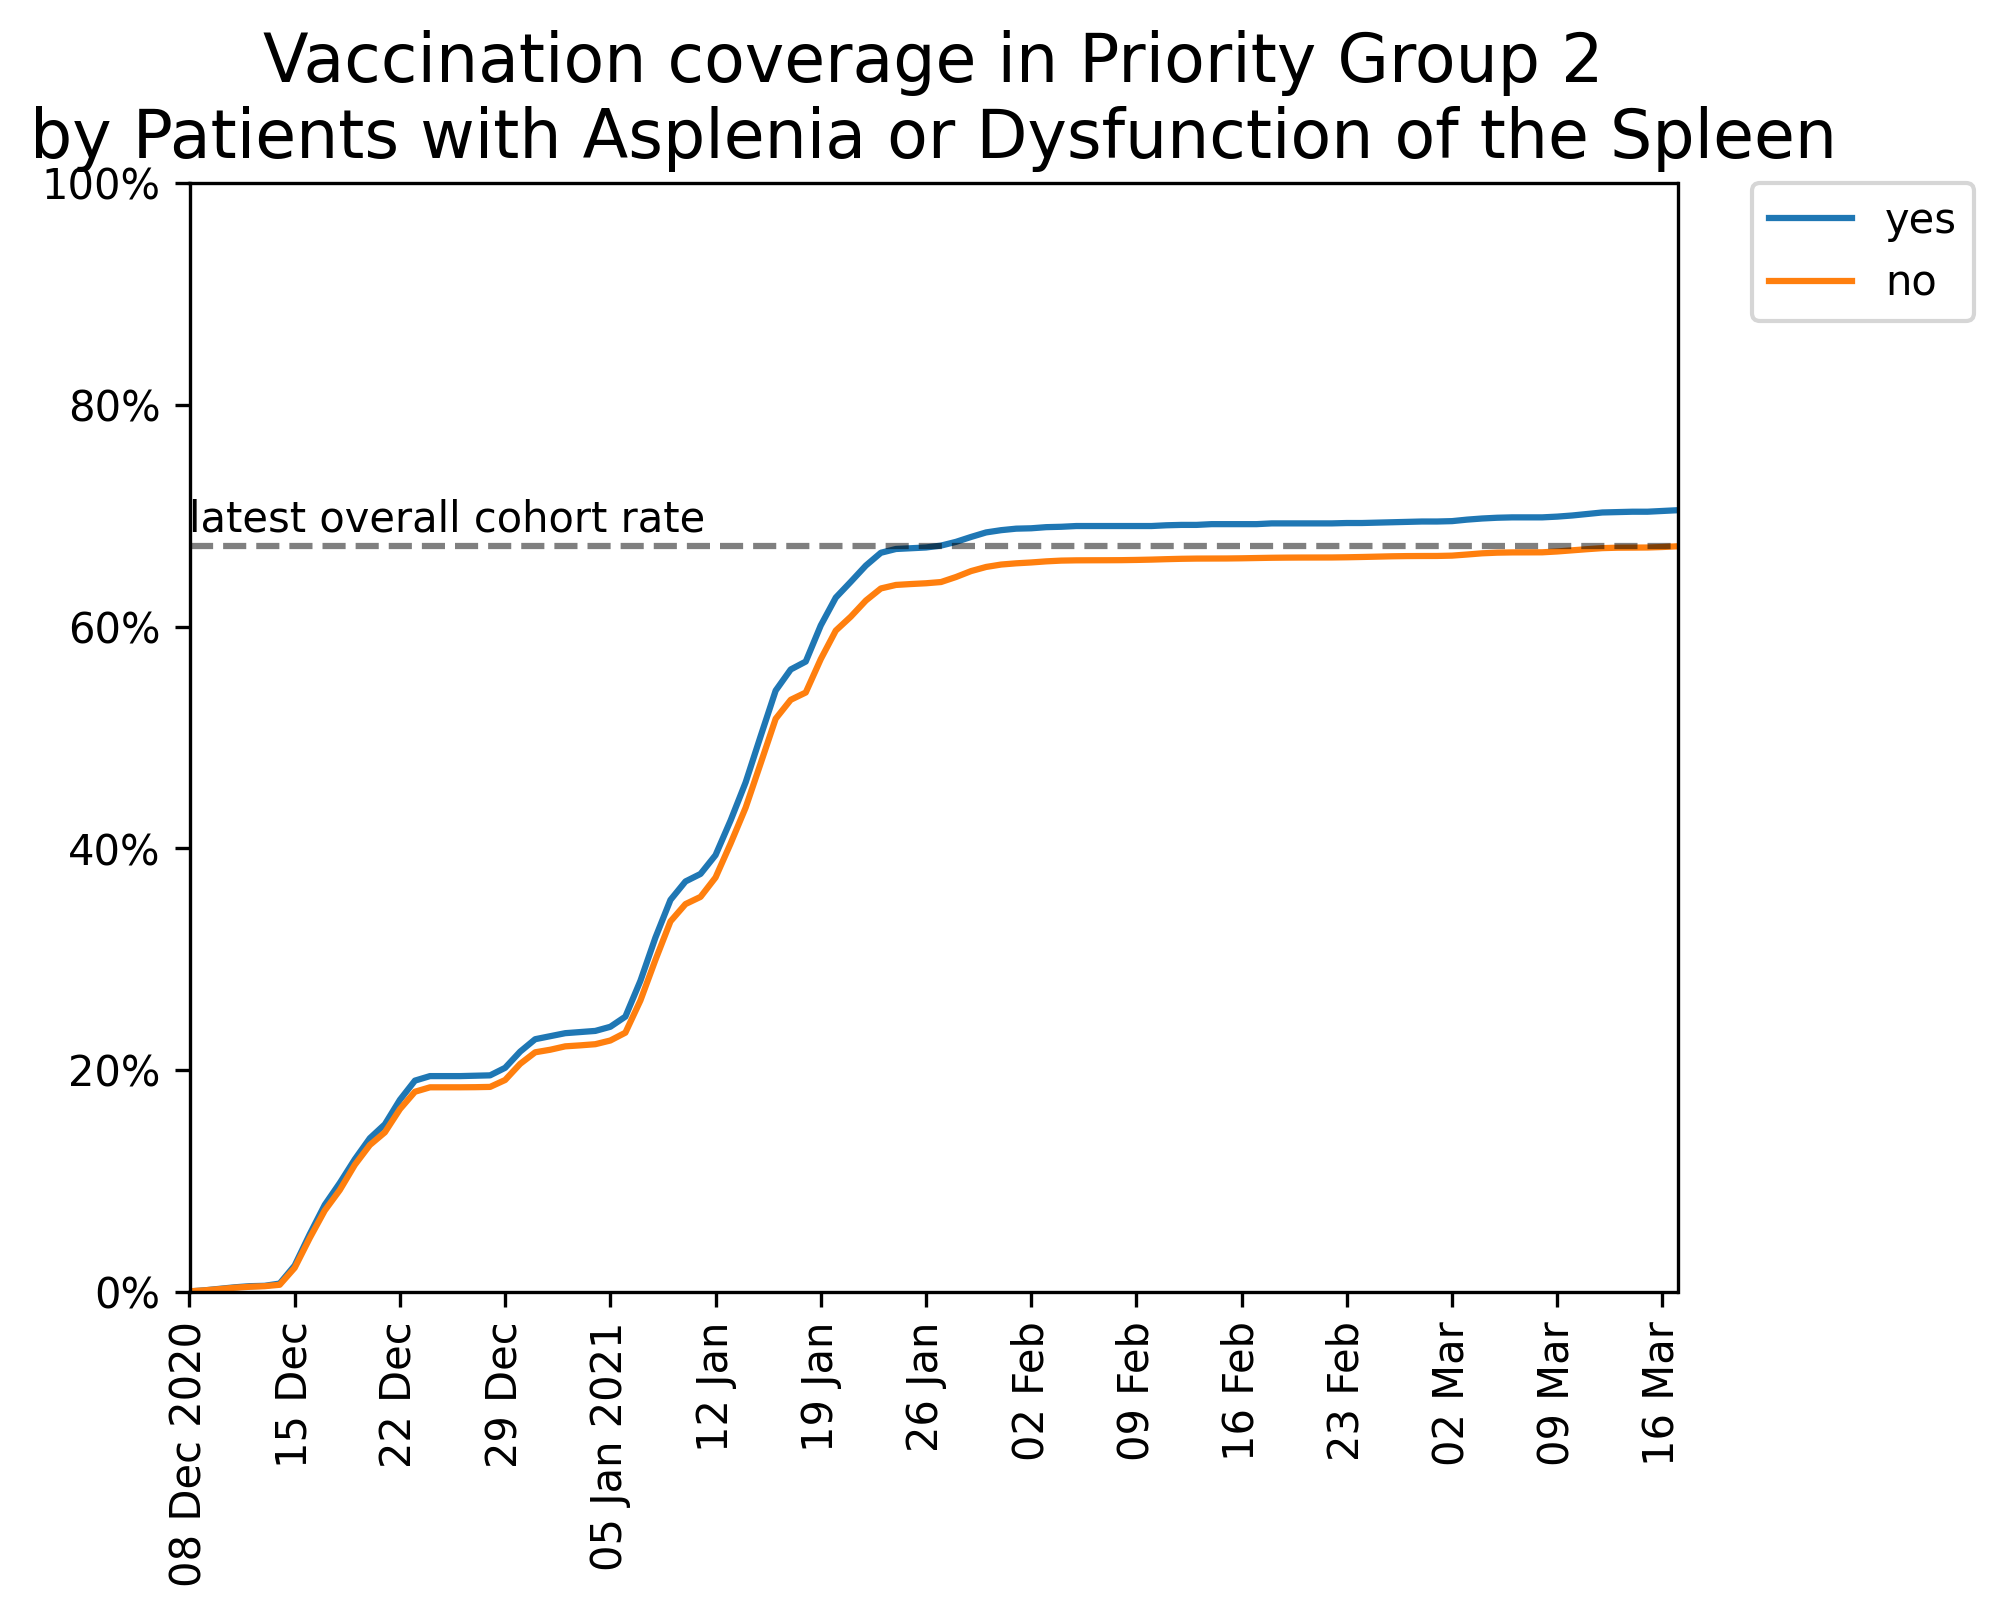 Vaccination coverage in Priority Group 2
by Patients with Asplenia or Dysfunction of the Spleen
100%
80%
60%
40%
20%
0%
latest overall cohort rate
yes
no
08 Dec 2020
15 Dec
22 Dec
29 Dec
05 Jan 2021
12 Jan
19 Jan
26 Jan
02 Feb
09 Feb
16 Feb
23 Feb
02 Mar
09 Mar
16 Mar